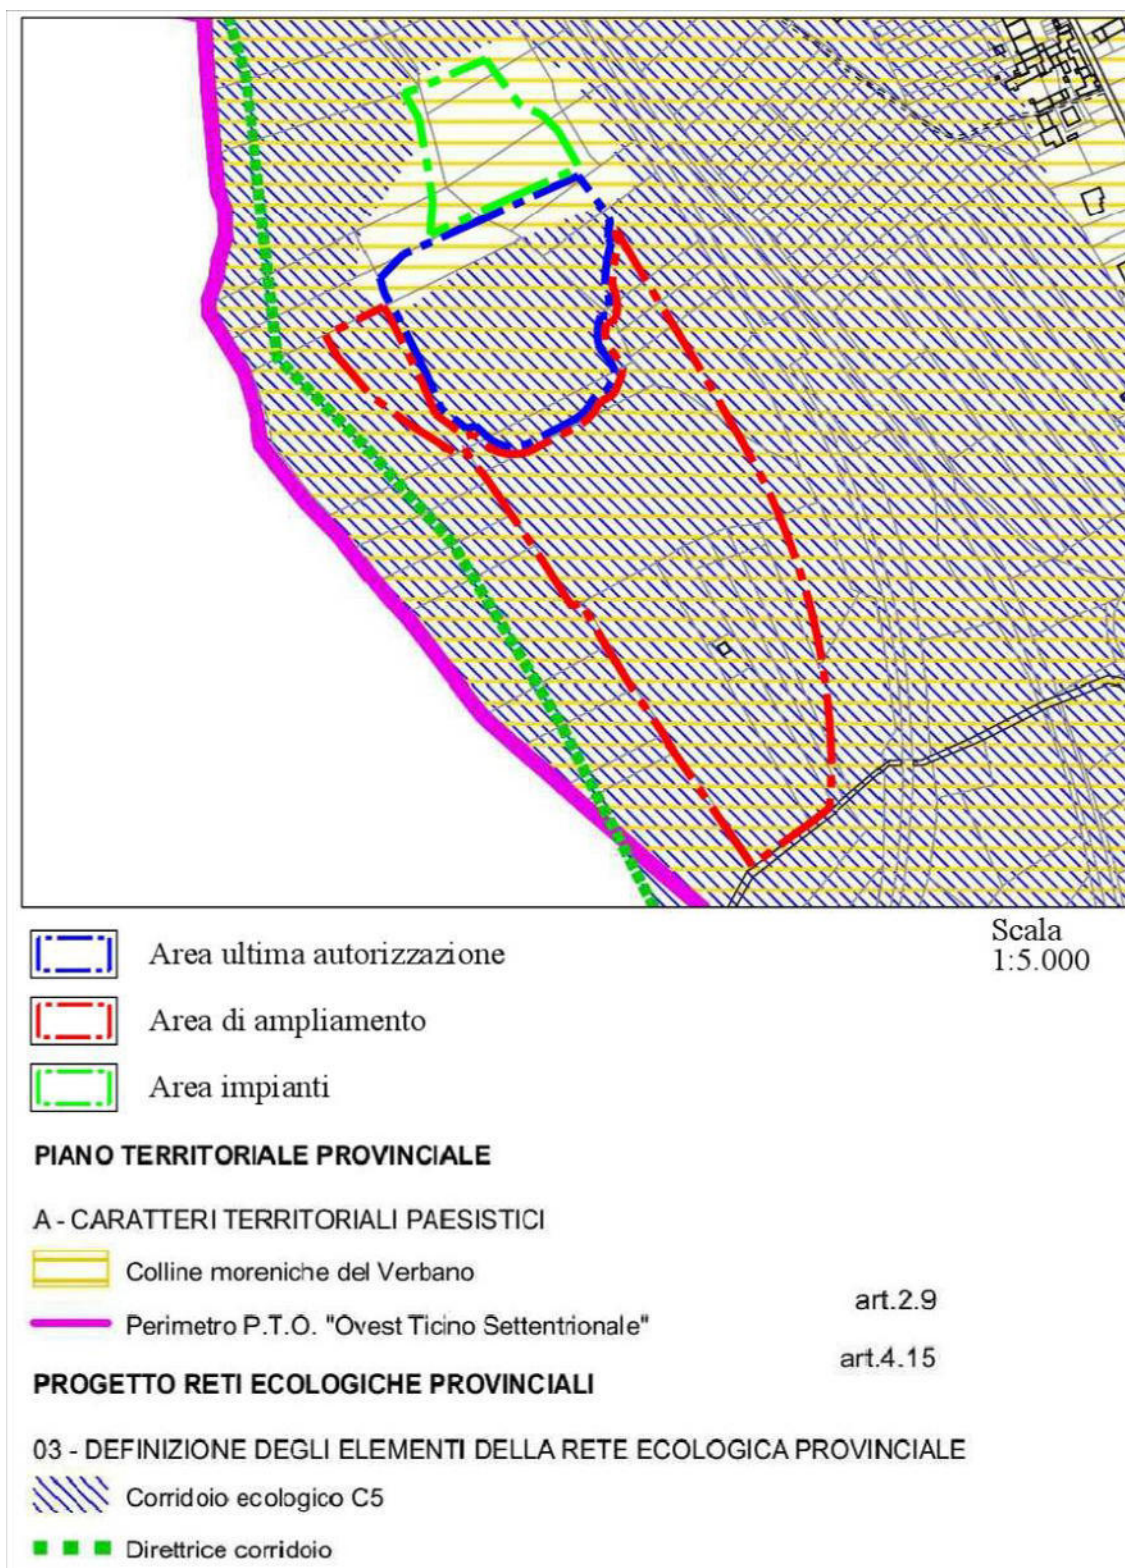 Scala
1:5.000
Area ultima autorizzazione
Area di ampliamento
Area impianti
PIANO TERRITORIALE PROVINCIALE
A - CARATTERI TERRITORIALI PAESISTICI
Colline moreniche del Verbano
art.2.9
Perimetro P.T.O. "Ovest Ticino Settentrionale"
art.4.15
PROGETTO RETI ECOLOGICHE PROVINCIALI
03 - DEFINIZIONE DEGLI ELEMENTI DELLA RETE ECOLOGICA PROVINCIALE
Corridoio ecologico C5
Direttrice corridoio